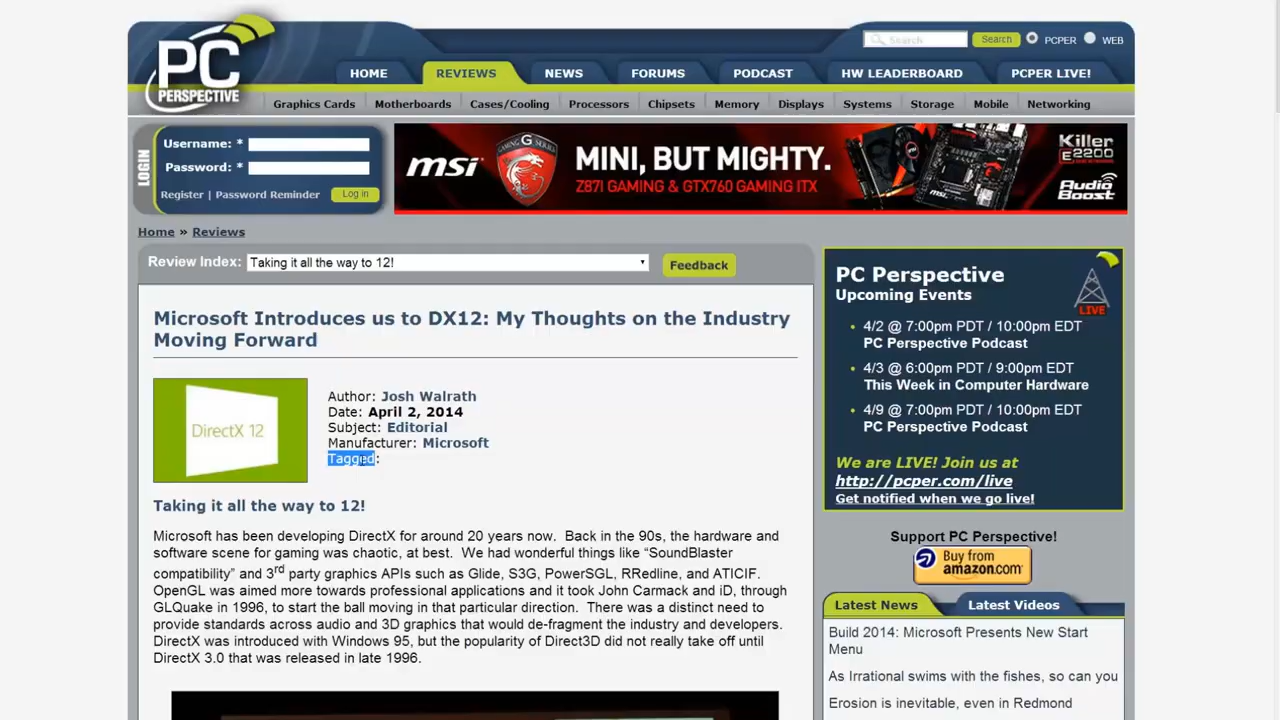 PC
PERSPECTIVE
Search
Search
PCPER
WEB
HOME
REVIEWS
NEWS
FORUMS
PODCAST
HW LEADERBOARD
PCPER LIVE!
Graphics Cards
Motherboards
Cases/Cooling
Processors
Chipsets
Memory
Displays
Systems
Storage
Mobile
Networking
LOGIN
Username: *
Password: *
Register | Password Reminder
Log in
msi
GAMING G SERIES
MINI, BUT MIGHTY.
Z87I GAMING & GTX760 GAMING ITX
Killer
E2200
Audio
Boost
Home » Reviews
Review Index:
Taking it all the way to 12!
Feedback
Microsoft Introduces us to DX12: My Thoughts on the Industry
Moving Forward
DirectX 12
Author: Josh Walrath
Date: April 2, 2014
Subject: Editorial
Manufacturer: Microsoft
Tagged:
Taking it all the way to 12!
Microsoft has been developing DirectX for around 20 years now.  Back in the 90s, the hardware and
software scene for gaming was chaotic, at best.  We had wonderful things like “SoundBlaster
compatibility” and 3rd party graphics APIs such as Glide, S3G, PowerSGL, RRedline, and ATICIF.
OpenGL was aimed more towards professional applications and it took John Carmack and iD, through
GLQuake in 1996, to start the ball moving in that particular direction.  There was a distinct need to
provide standards across audio and 3D graphics that would de-fragment the industry and developers.
DirectX was introduced with Windows 95, but the popularity of Direct3D did not really take off until
DirectX 3.0 that was released in late 1996.
PC Perspective
Upcoming Events
LIVE
• 4/2 @ 7:00pm PDT / 10:00pm EDT
PC Perspective Podcast
• 4/3 @ 6:00pm PDT / 9:00pm EDT
This Week in Computer Hardware
• 4/9 @ 7:00pm PDT / 10:00pm EDT
PC Perspective Podcast
We are LIVE! Join us at
http://pcper.com/live
Get notified when we go live!
Support PC Perspective!
Buy from
amazon.com
Latest News
Latest Videos
Build 2014: Microsoft Presents New Start
Menu
As Irrational swims with the fishes, so can you
Erosion is inevitable, even in Redmond